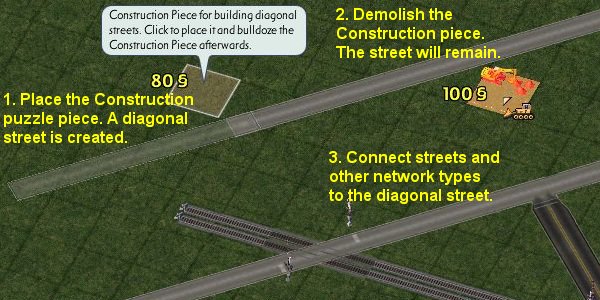 Construction Piece for building diagonal
streets. Click to place it and bulldoze the
Construction Piece afterwards.
80 §
1. Place the Construction
puzzle piece. A diagonal
street is created.
2. Demolish the
Construction piece.
The street will remain.
100 §
3. Connect streets and
other network types
to the diagonal street.